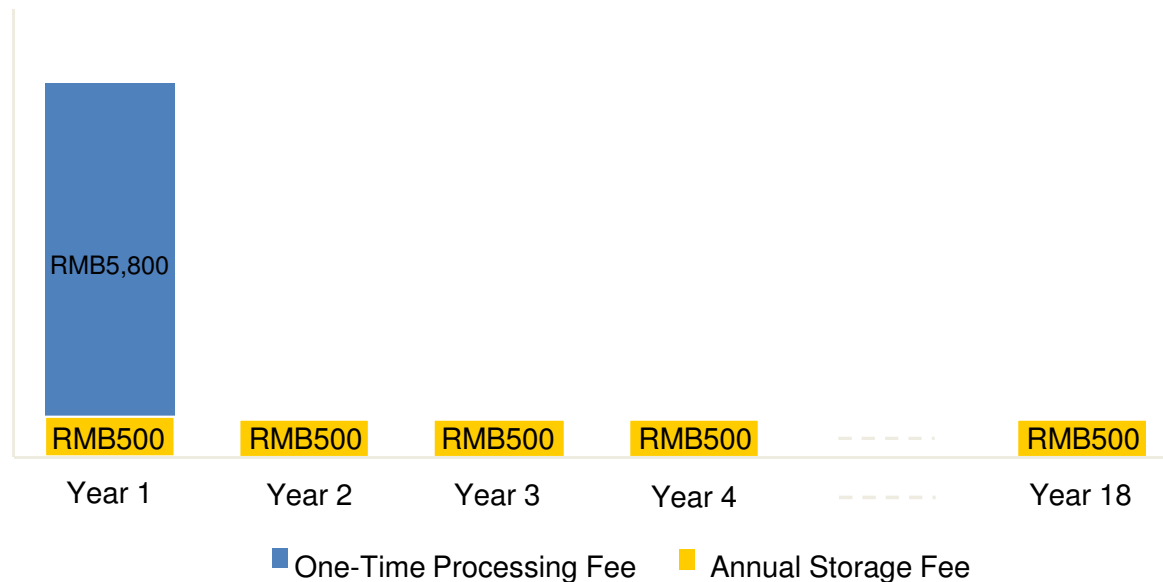 RMB5,800
RMB500 RMB500 RMB500 RMB500 RMB500
Year 1 Year 2 Year 3 Year 4 Year 18
One-Time Processing Fee Annual Storage Fee